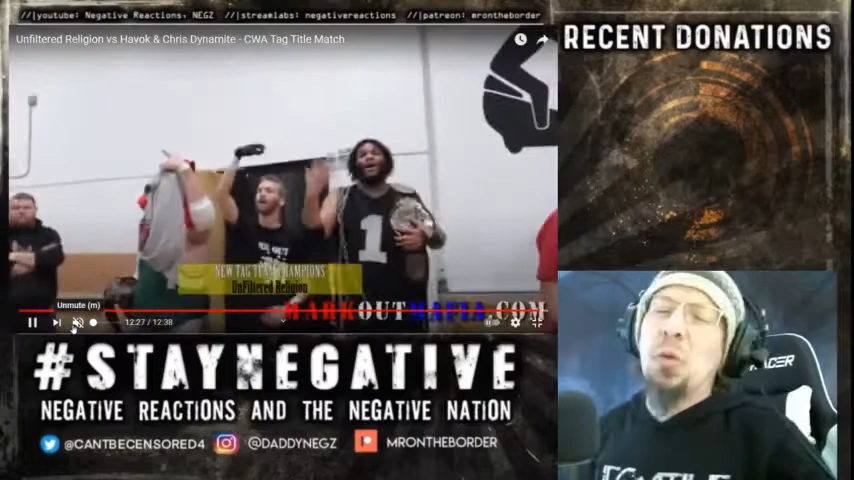 //|youtube: Negative Reactions, NEGZ //|streamlabs: negativereactions //|patreon: mrontheborder
Unfiltered Religion vs Havok & Chris Dynamite - CWA Tag Title Match
RECENT DONATIONS
1
NEW TAG TEAM CHAMPIONS
UnFiltered Religion
MARKOUTMAFIA.COM
Unmute (m)
12:27 / 12:38
#STAYNEGATIVE
NEGATIVE REACTIONS AND THE NEGATIVE NATION
@CANTBECENSORED4 @DADDYNEGZ MRONTHEBORDER